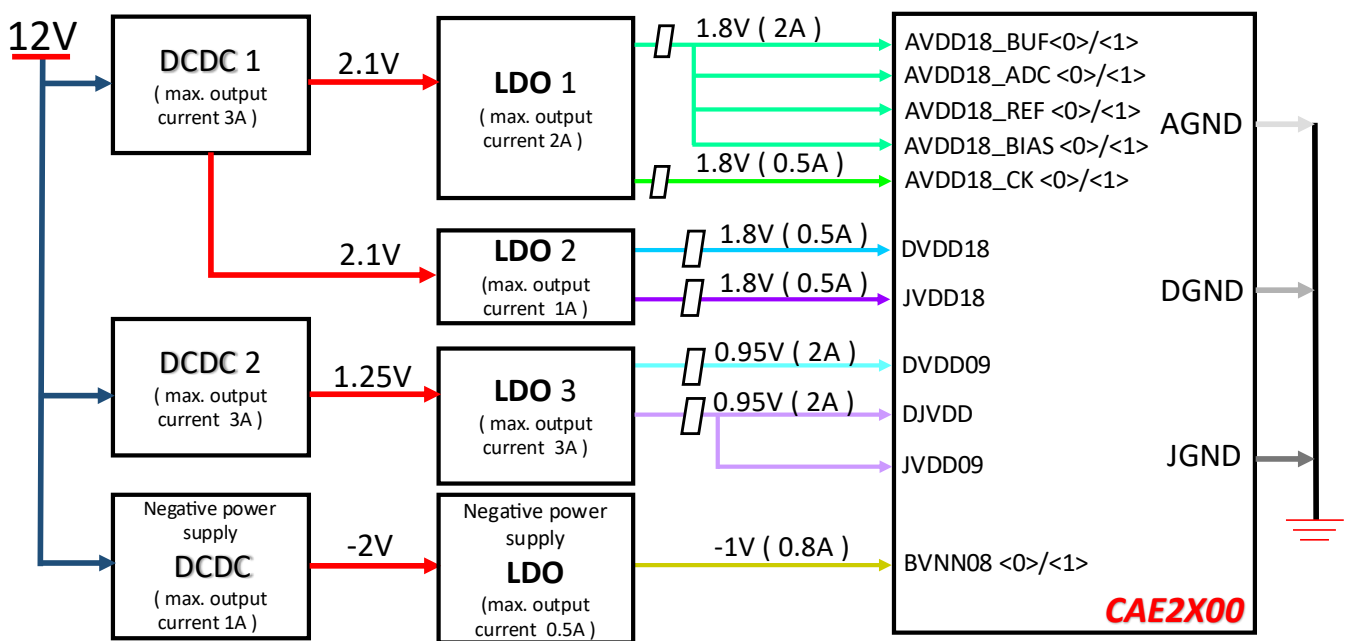 12V
DCDC 1
( max. output
current 3A )
2.1V
LDO 1
( max. output
current 2A )
1.8V ( 2A )
1.8V ( 0.5A )
AVDD18_BUF<0>/<1>
AVDD18_ADC <0>/<1>
AVDD18_REF <0>/<1>
AVDD18_BIAS <0>/<1>
AVDD18_CK <0>/<1>
AGND
2.1V
LDO 2
(max. output
current 1A)
1.8V ( 0.5A )
1.8V ( 0.5A )
DVDD18
JVDD18
DGND
DCDC 2
( max. output
current 3A )
1.25V
LDO 3
( max. output
current 3A )
0.95V ( 2A )
0.95V ( 2A )
DVDD09
DJVDD
JVDD09
JGND
Negative power
supply
DCDC
( max. output
current 1A )
-2V
Negative power
supply
LDO
(max. output
current 0.5A )
-1V ( 0.8A )
BVNN08 <0>/<1>
CAE2X00